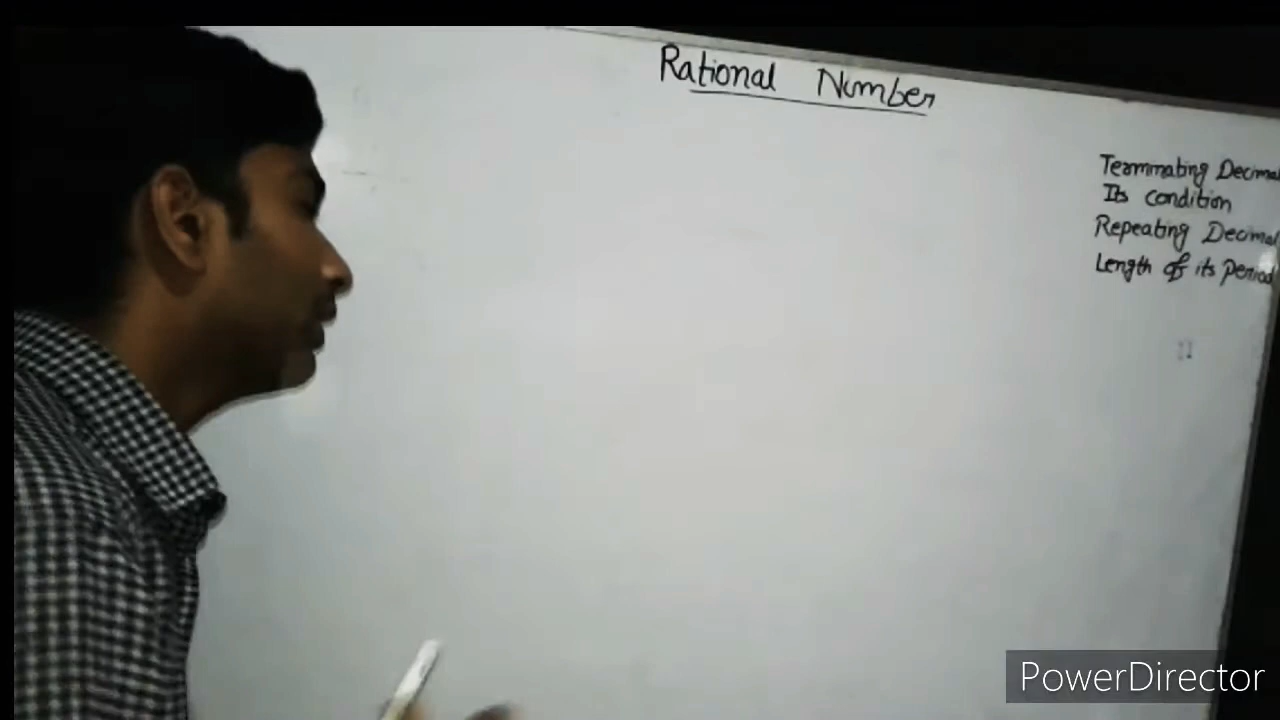 Rational Number
Terminating Decimal
Its condition
Repeating Decimal
Length of its Period
PowerDirector